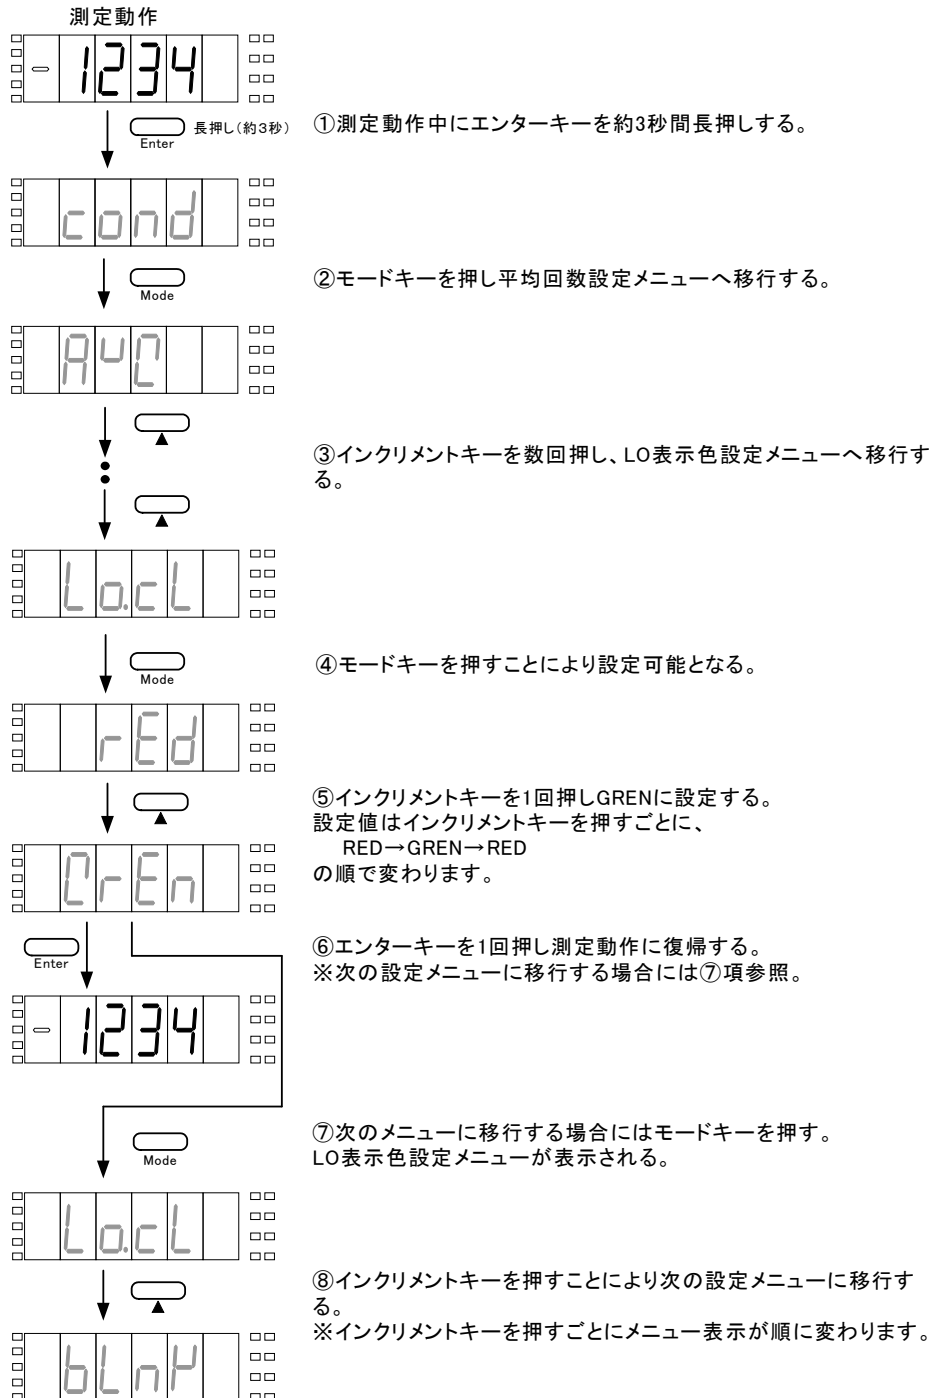 測定動作
- 1234
長押し(約3秒)
Enter
①測定動作中にエンターキーを約3秒間長押しする。
cond
Mode
②モードキーを押し平均回数設定メニューへ移行する。
AVG
▲
③インクリメントキーを数回押し、LO表示色設定メニューへ移行す
る。
▲
Lo.cL
Mode
④モードキーを押すことにより設定可能となる。
rEd
▲
⑤インクリメントキーを1回押しGRENに設定する。
設定値はインクリメントキーを押すごとに、
RED→GREN→RED
の順で変わります。
GrEn
Enter
⑥エンターキーを1回押し測定動作に復帰する。
※次の設定メニューに移行する場合には⑦項参照。
- 1234
Mode
⑦次のメニューに移行する場合にはモードキーを押す。
LO表示色設定メニューが表示される。
Lo.cL
▲
⑧インクリメントキーを押すことにより次の設定メニューに移行す
る。
※インクリメントキーを押すごとにメニュー表示が順に変わります。
bLnK